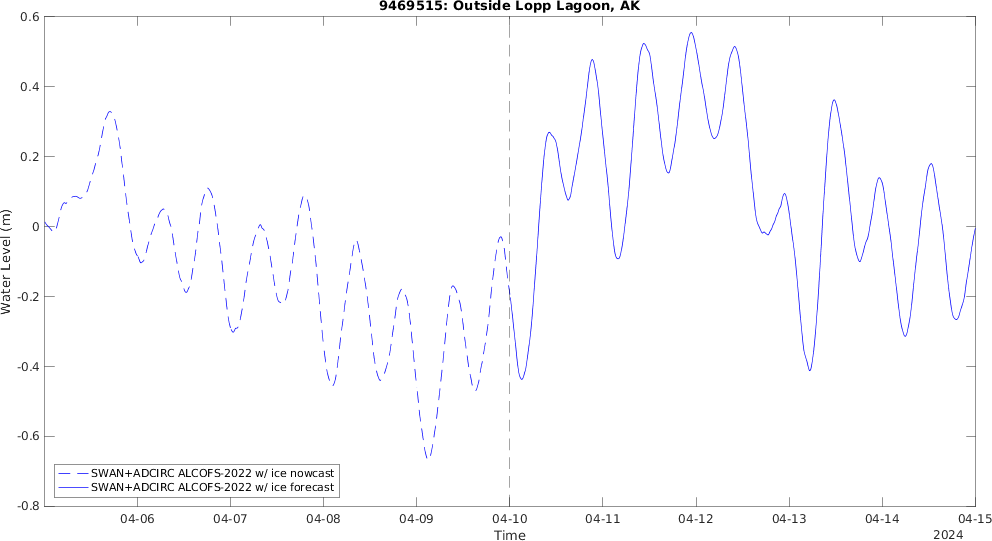 9469515: Outside Lopp Lagoon, AK
0.6
0.4
0.2
0
-0.2
-0.4
-0.6
-0.8
Water Level (m)
SWAN+ADCIRC ALCOFS-2022 w/ ice nowcast
SWAN+ADCIRC ALCOFS-2022 w/ ice forecast
04-06 04-07 04-08 04-09 04-10 04-11 04-12 04-13 04-14 04-15
Time
2024